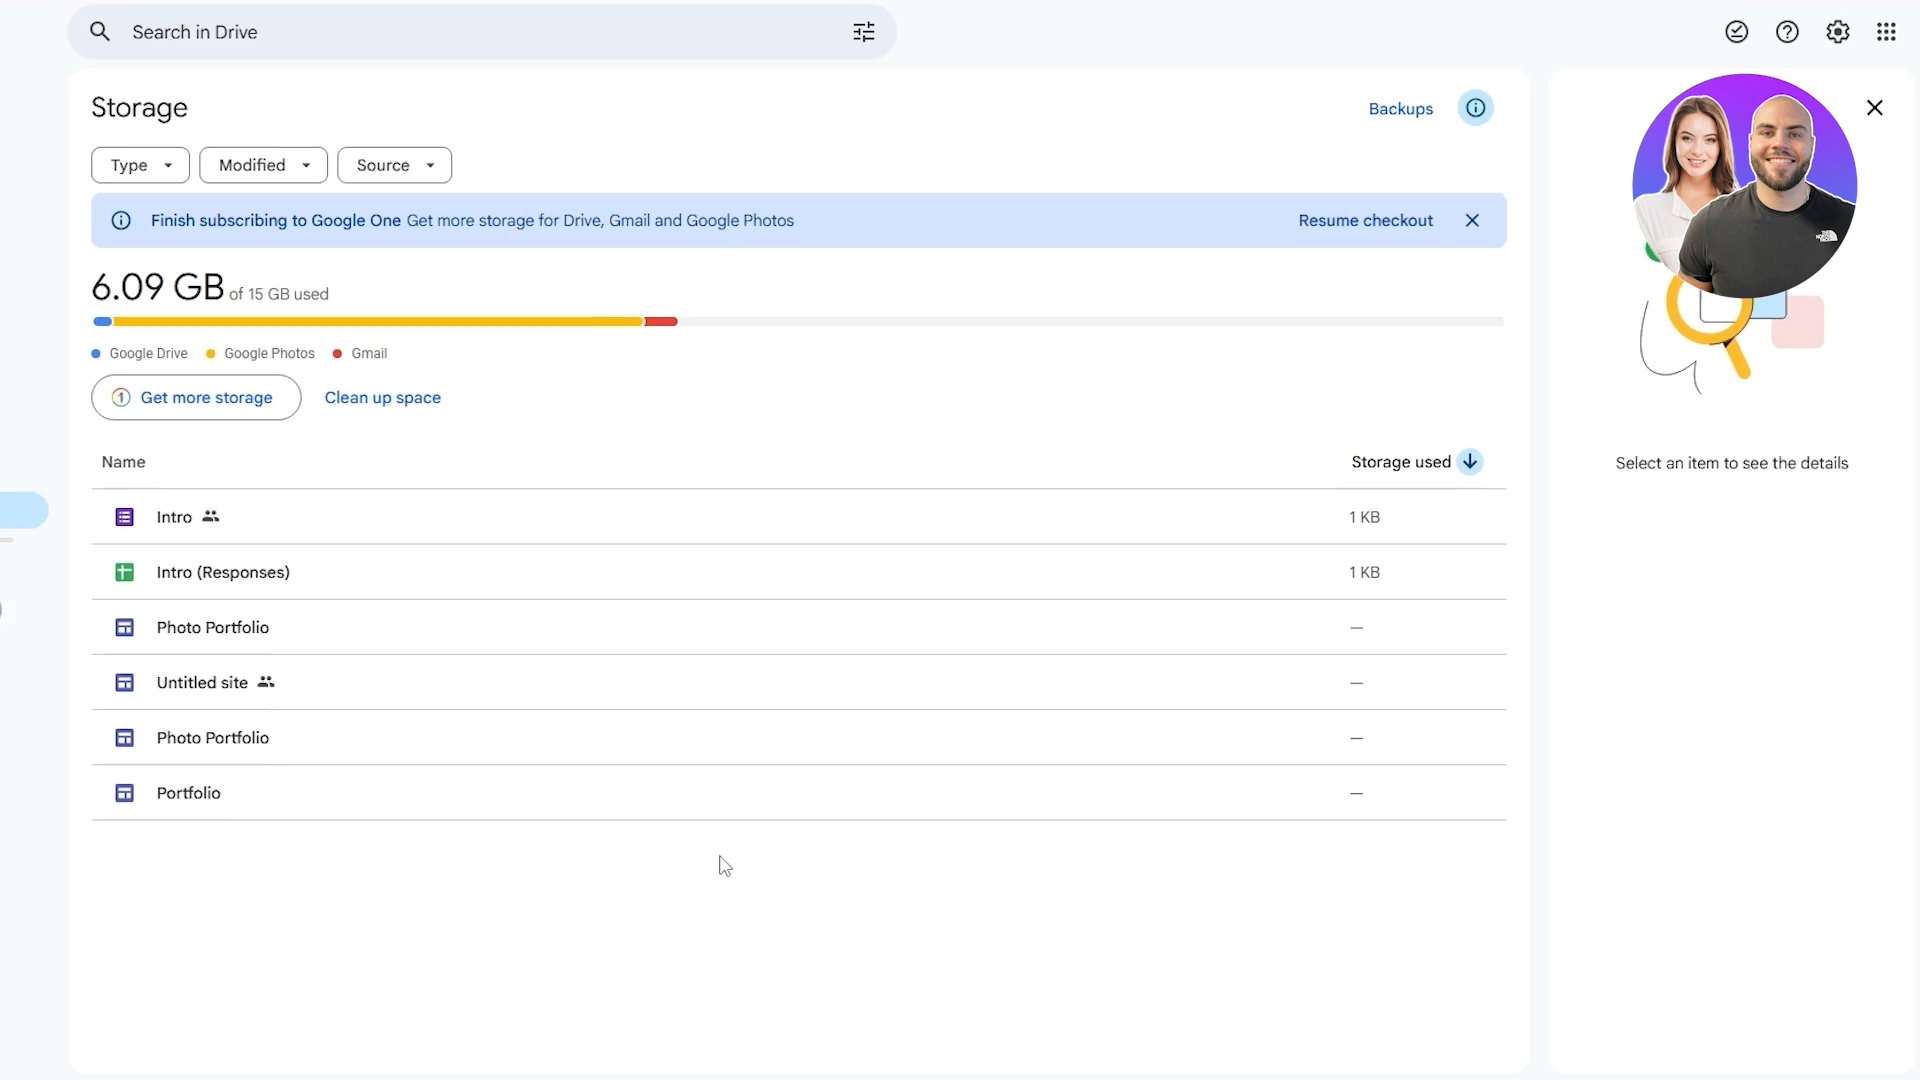 Search in Drive
Storage
Backups
Type
Modified
Source
Finish subscribing to Google One Get more storage for Drive, Gmail and Google Photos
Resume checkout
6.09 GB of 15 GB used
Google Drive
Google Photos
Gmail
Get more storage
Clean up space
Name
Storage used
Intro
1 KB
Intro (Responses)
1 KB
Photo Portfolio
—
Untitled site
—
Photo Portfolio
—
Portfolio
—
Select an item to see the details